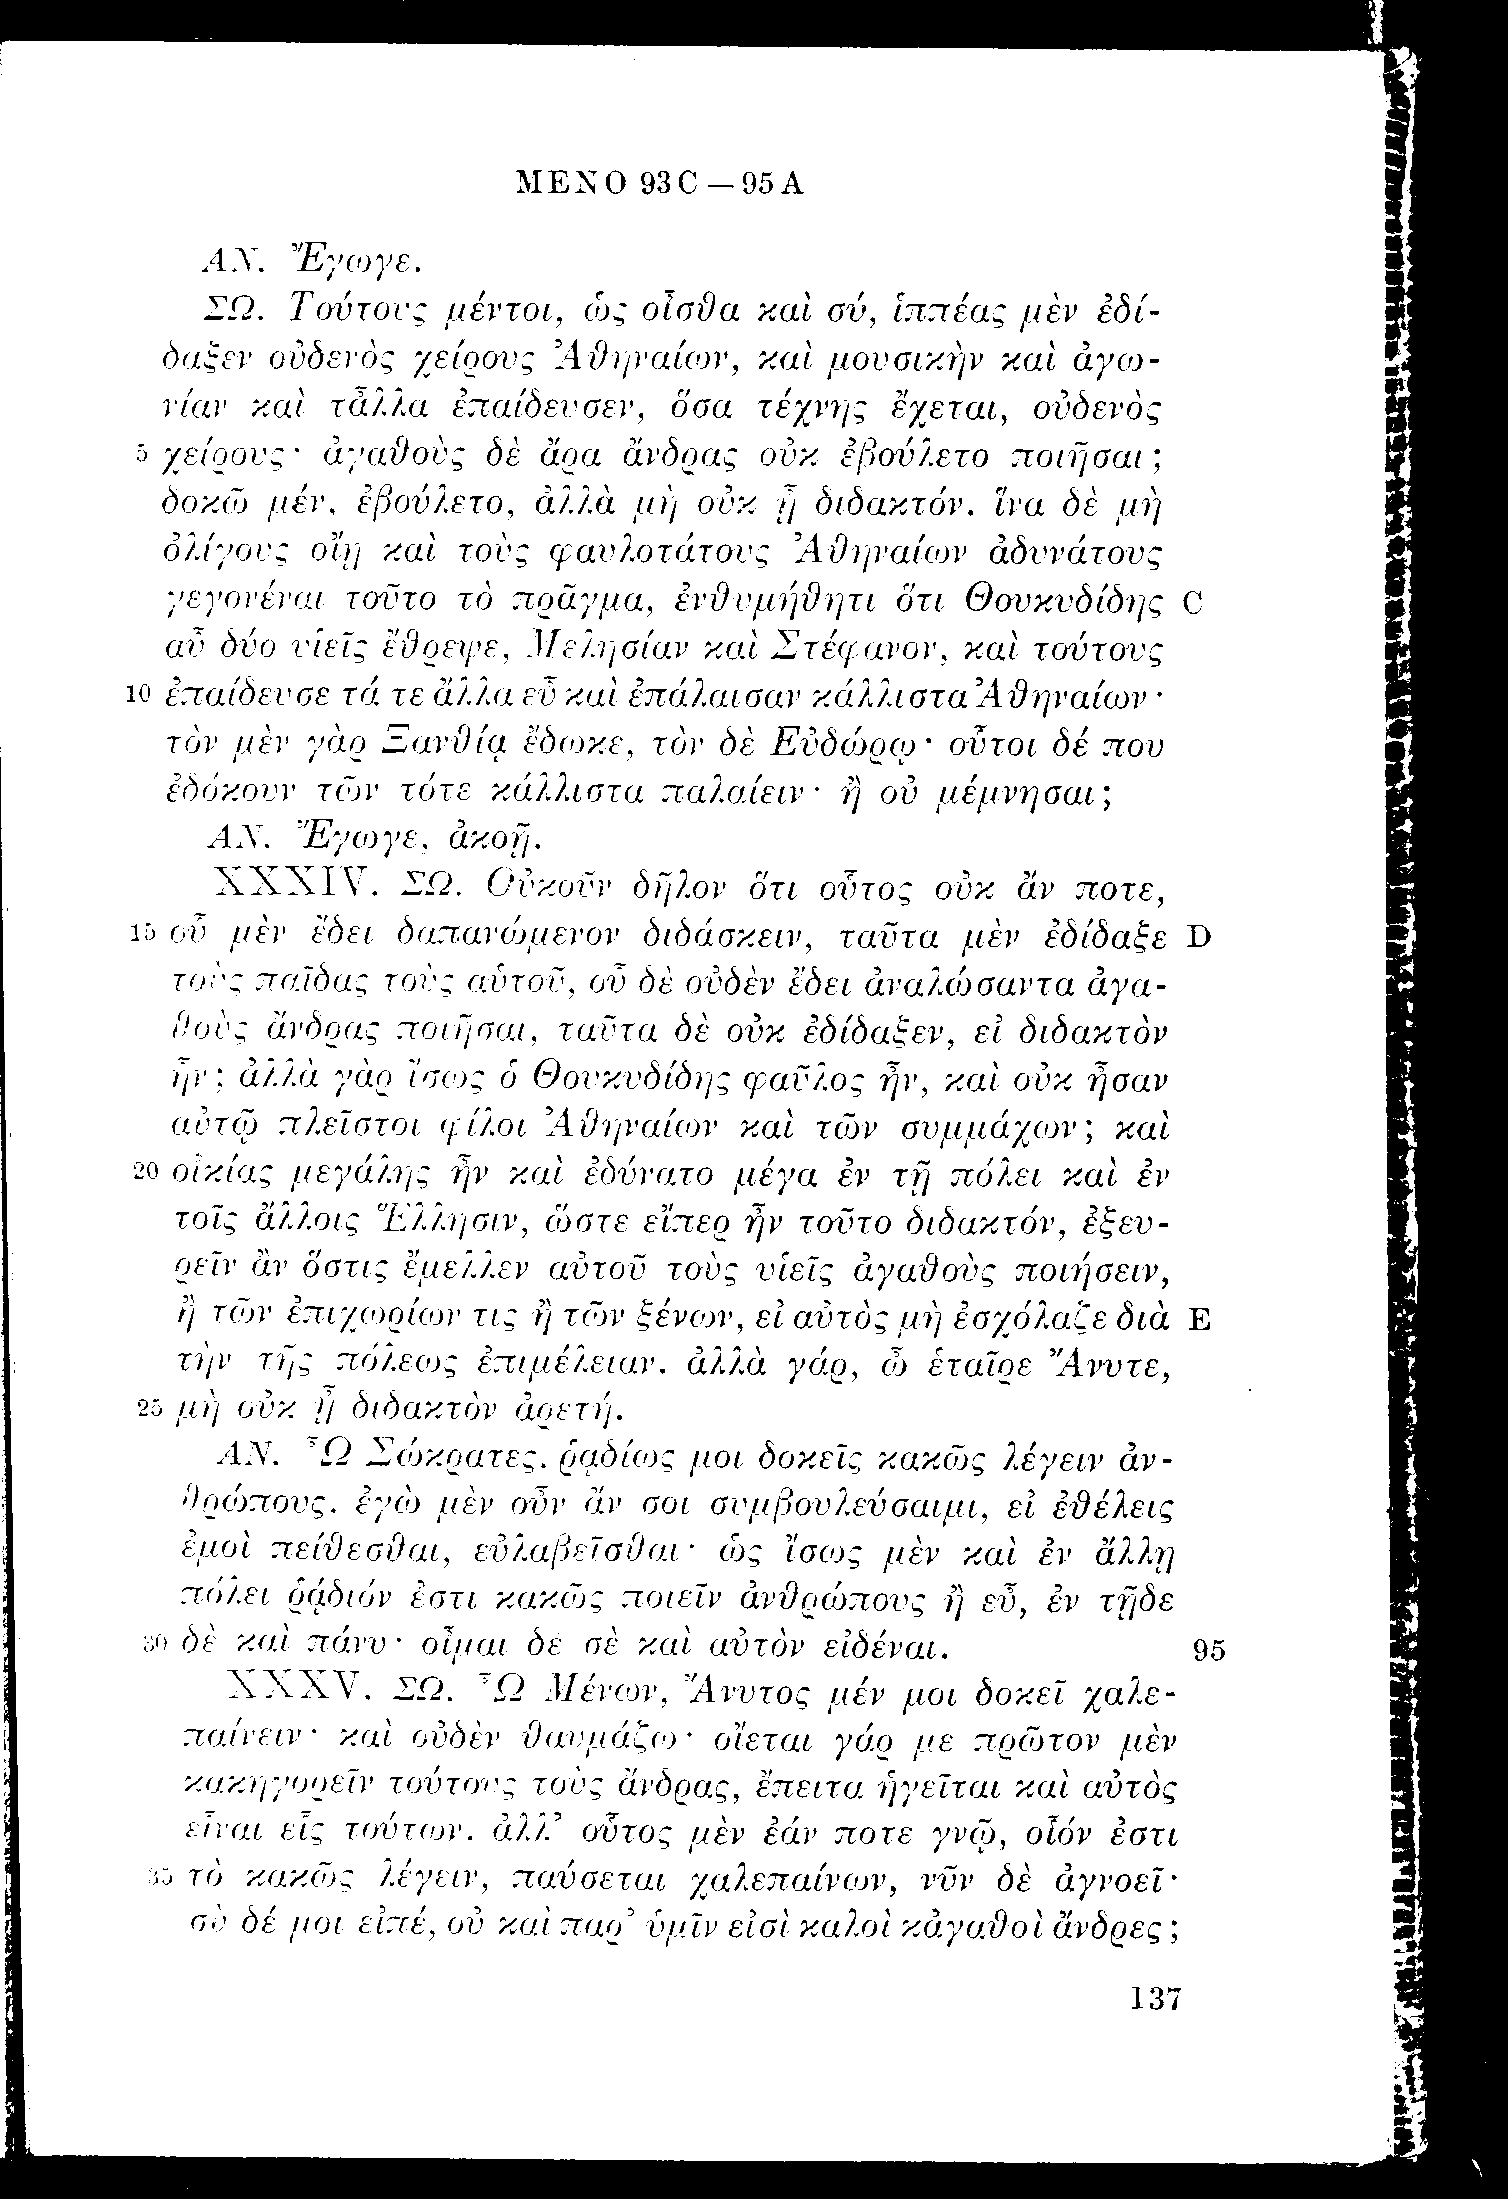 MENO 93 C — 95 A
ΑΝ. Ἔγωγε.
ΣΩ. Τούτους μέντοι, ὡς οἶσθα καὶ σύ, ἱππέας μὲν ἐδί-
δαξεν οὐδενὸς χείρους Ἀθηναίων, καὶ μουσικὴν καὶ ἀγω-
νίαν καὶ τἆλλα ἐπαίδευσεν, ὅσα τέχνης ἔχεται, οὐδενὸς
5 χείρους· ἀγαθοὺς δὲ ἄρα ἄνδρας οὐκ ἐβούλετο ποιῆσαι;
δοκῶ μέν, ἐβούλετο, ἀλλὰ μὴ οὐκ ᾖ διδακτόν. ἵνα δὲ μὴ
ὀλίγους οἴῃ καὶ τοὺς φαυλοτάτους Ἀθηναίων ἀδυνάτους
γεγονέναι τοῦτο τὸ πρᾶγμα, ἐνθυμήθητι ὅτι Θουκυδίδης C
αὖ δύο υἱεῖς ἔθρεψε, Μελησίαν καὶ Στέφανον, καὶ τούτους
10 ἐπαίδευσε τά τε ἄλλα εὖ καὶ ἐπάλαισαν κάλλιστα Ἀθηναίων·
τὸν μὲν γὰρ Ξανθίᾳ ἔδωκε, τὸν δὲ Εὐδώρῳ· οὗτοι δέ που
ἐδόκουν τῶν τότε κάλλιστα παλαίειν· ἢ οὐ μέμνησαι;
ΑΝ. Ἔγωγε, ἀκοῇ.
XXXIV. ΣΩ. Οὐκοῦν δῆλον ὅτι οὗτος οὐκ ἄν ποτε,
15 οὗ μὲν ἔδει δαπανώμενον διδάσκειν, ταῦτα μὲν ἐδίδαξε D
τοὺς παῖδας τοὺς αὑτοῦ, οὗ δὲ οὐδὲν ἔδει ἀναλώσαντα ἀγα-
θοὺς ἄνδρας ποιῆσαι, ταῦτα δὲ οὐκ ἐδίδαξεν, εἰ διδακτὸν
ἦν; ἀλλὰ γὰρ ἴσως ὁ Θουκυδίδης φαῦλος ἦν, καὶ οὐκ ἦσαν
αὐτῷ πλεῖστοι φίλοι Ἀθηναίων καὶ τῶν συμμάχων; καὶ
20 οἰκίας μεγάλης ἦν καὶ ἐδύνατο μέγα ἐν τῇ πόλει καὶ ἐν
τοῖς ἄλλοις Ἕλλησιν, ὥστε εἴπερ ἦν τοῦτο διδακτόν, ἐξευ-
ρεῖν ἂν ὅστις ἔμελλεν αὐτοῦ τοὺς υἱεῖς ἀγαθοὺς ποιήσειν,
ἢ τῶν ἐπιχωρίων τις ἢ τῶν ξένων, εἰ αὐτὸς μὴ ἐσχόλαζε διὰ E
τὴν τῆς πόλεως ἐπιμέλειαν. ἀλλὰ γάρ, ὦ ἑταῖρε Ἄνυτε,
25 μὴ οὐκ ᾖ διδακτὸν ἀρετή.
ΑΝ. Ὦ Σώκρατες, ῥᾳδίως μοι δοκεῖς κακῶς λέγειν ἀν-
θρώπους. ἐγὼ μὲν οὖν ἄν σοι συμβουλεύσαιμι, εἰ ἐθέλεις
ἐμοὶ πείθεσθαι, εὐλαβεῖσθαι· ὡς ἴσως μὲν καὶ ἐν ἄλλῃ
πόλει ῥᾴδιόν ἐστι κακῶς ποιεῖν ἀνθρώπους ἢ εὖ, ἐν τῇδε
30 δὲ καὶ πάνυ· οἶμαι δὲ σὲ καὶ αὐτὸν εἰδέναι. 95
XXXV. ΣΩ. Ὦ Μένων, Ἄνυτος μέν μοι δοκεῖ χαλε-
παίνειν· καὶ οὐδὲν θαυμάζω· οἴεται γάρ με πρῶτον μὲν
κακηγορεῖν τούτους τοὺς ἄνδρας, ἔπειτα ἡγεῖται καὶ αὐτὸς
εἶναι εἷς τούτων. ἀλλ’ οὗτος μὲν ἐάν ποτε γνῷ, οἷόν ἐστι
35 τὸ κακῶς λέγειν, παύσεται χαλεπαίνων, νῦν δὲ ἀγνοεῖ·
σὺ δέ μοι εἰπέ, οὐ καὶ παρ’ ὑμῖν εἰσὶ καλοὶ κἀγαθοὶ ἄνδρες;
137